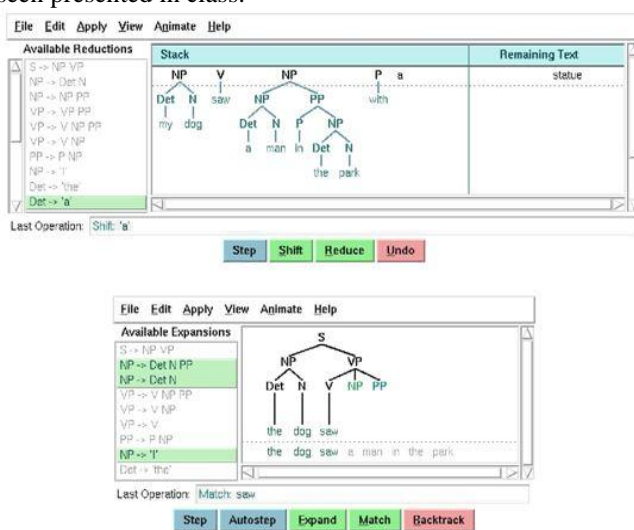 been presented in class.
File Edit Apply View Animate Help
Available Reductions
S -> NP VP
NP -> Det N
NP -> NP PP
VP -> VP PP
VP -> V NP PP
VP -> V NP
PP -> P NP
NP -> 'I'
Det -> 'the'
Det -> 'a'
Stack Remaining Text
NP V NP P a statue
Det N saw NP PP with
my dog Det N P NP
a man in Det N
the park
Last Operation: Shift: 'a'
Step Shift Reduce Undo
File Edit Apply View Animate Help
Available Expansions
S -> NP VP
NP -> Det N PP
NP -> Det N
VP -> V NP PP
VP -> V NP
VP -> V
PP -> P NP
NP -> 'I'
Det -> 'the'
S
NP VP
Det N V NP PP
the dog saw
the dog saw a man in the park
Last Operation: Match: saw
Step Autostep Expand Match Backtrack